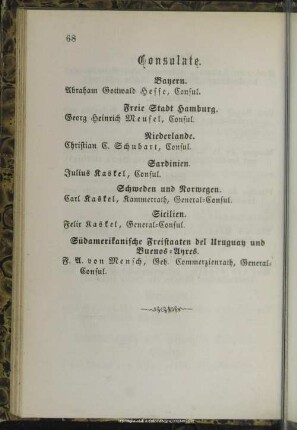 68
Consulate.
Bayern.
Abraham Gottwald Hesse, Consul.
Freie Stadt Hamburg.
Georg Heinrich Meusel, Consul.
Niederlande.
Christian C. Schubart, Consul.
Sardinien.
Julius Kaskel, Consul.
Schweden und Norwegen.
Carl Kaskel, Kammerrath, General-Consul.
Sicilien.
Felix Kaskel, General-Consul.
Südamerikanische Freistaaten del Uruguay und
Buenos-Ayres.
F. A. von Mensch, Geh. Commerzienrath, General-
Consul.